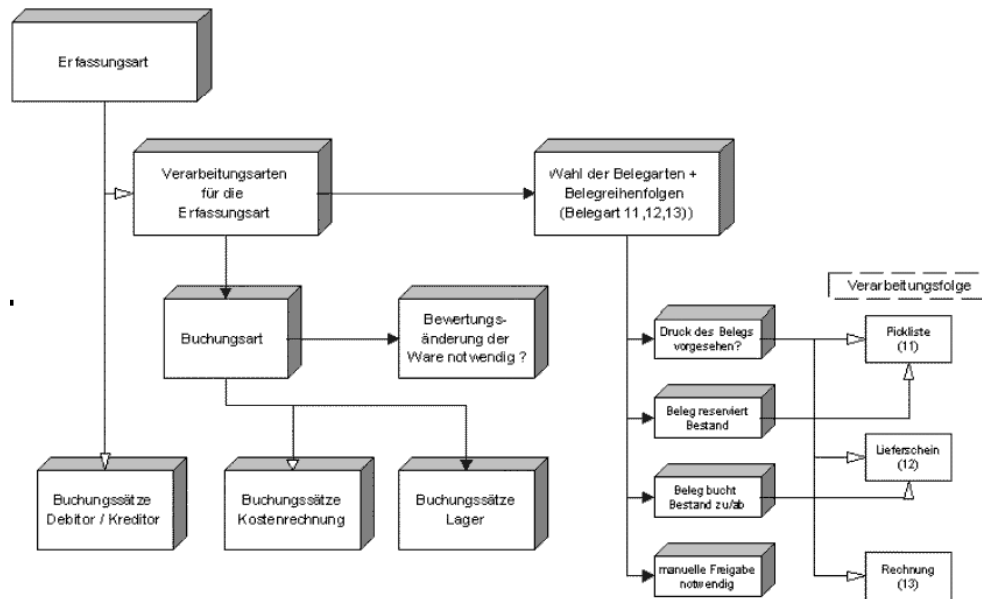 Erfassungsart
Verarbeitungsarten
für die
Erfassungsart
Wahl der Belegarten +
Belegreihenfolgen
(Belegart 11,12,13))
Verarbeitungsfolge
Buchungsart
Bewertungs-
änderung der
Ware notwendig ?
Druck des Belegs
vorgesehen?
Pickliste
(11)
Beleg reserviert
Bestand
Lieferschein
(12)
Beleg bucht
Bestand zu/ab
Buchungssätze
Debitor / Kreditor
Buchungssätze
Kostenrechnung
Buchungssätze
Lager
manuelle Freigabe
notwendig
Rechnung
(13)